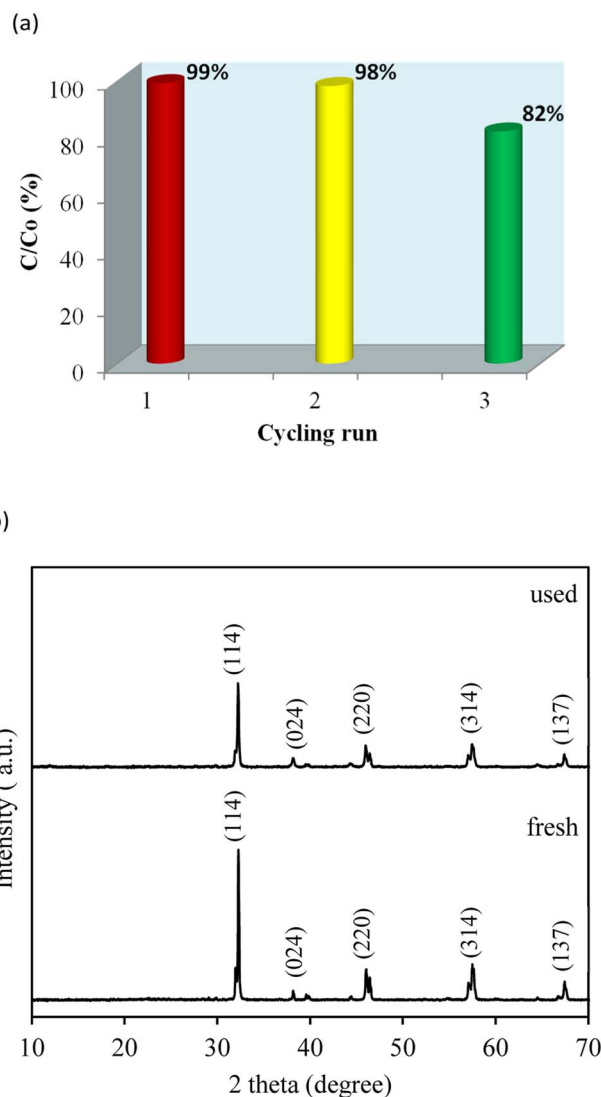 (a)
99%
98%
82%
100
80
60
40
20
0
C/Co (%)
1 2 3
Cycling run
)
used
(114)
(024)
(220)
(314)
(137)
fresh
(114)
(024)
(220)
(314)
(137)
Intensity ( a.u.)
10 20 30 40 50 60 70
2 theta (degree)